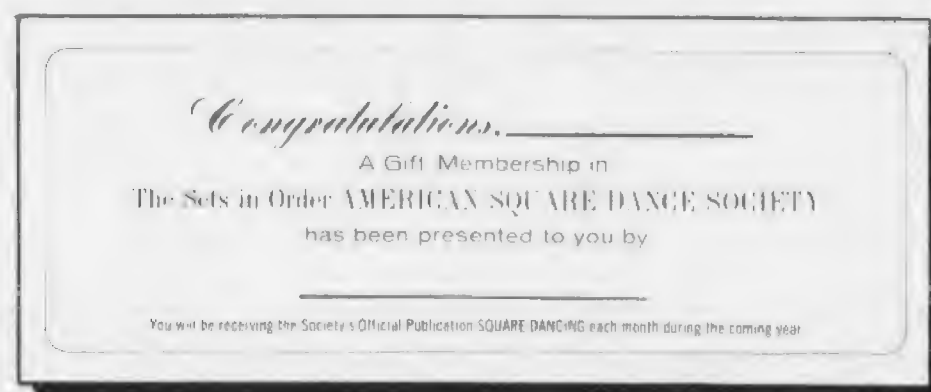 Congratulations,
A Gift Membership in
The Sets in Order AMERICAN SQUARE DANCE SOCIETY
has been presented to you by
You will be receiving the Society's Official Publication SQUARE DANCING each month during the coming year